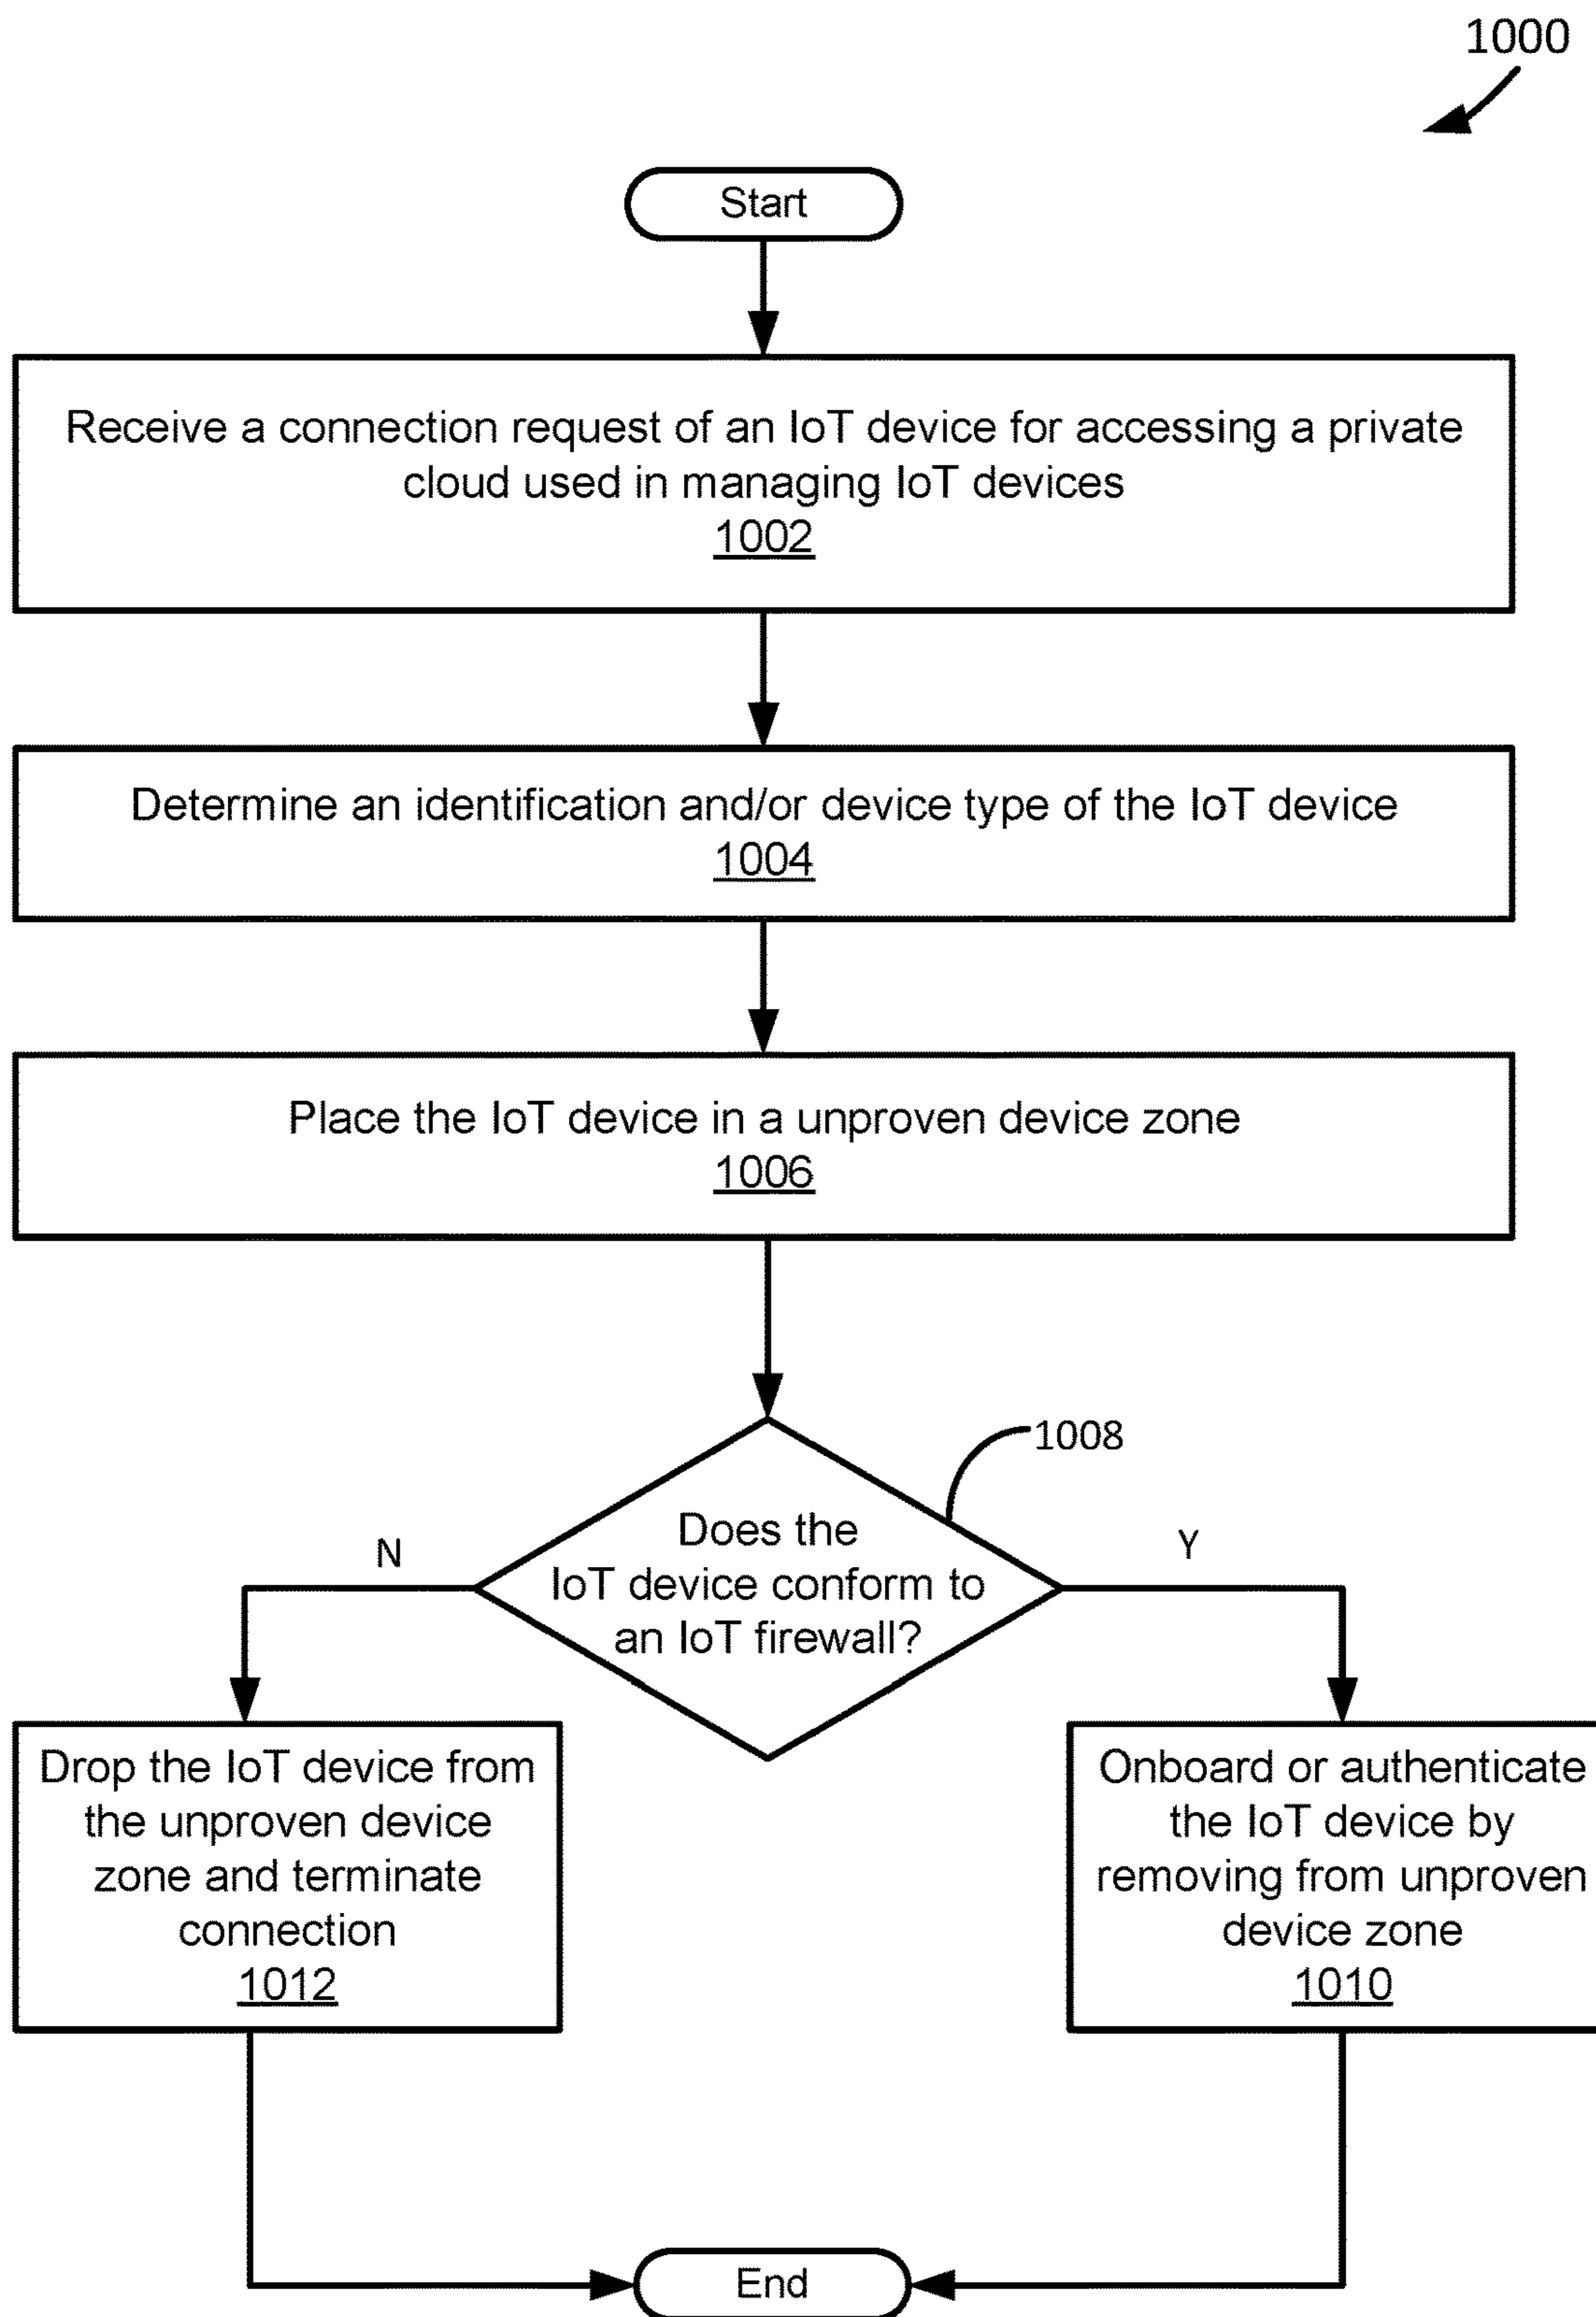 1000
Start
Receive a connection request of an IoT device for accessing a private
cloud used in managing IoT devices
1002
Determine an identification and/or device type of the IoT device
1004
Place the IoT device in a unproven device zone
1006
1008
Does the
IoT device conform to
an IoT firewall?
N
Y
Drop the IoT device from
the unproven device
zone and terminate
connection
1012
Onboard or authenticate
the IoT device by
removing from unproven
device zone
1010
End